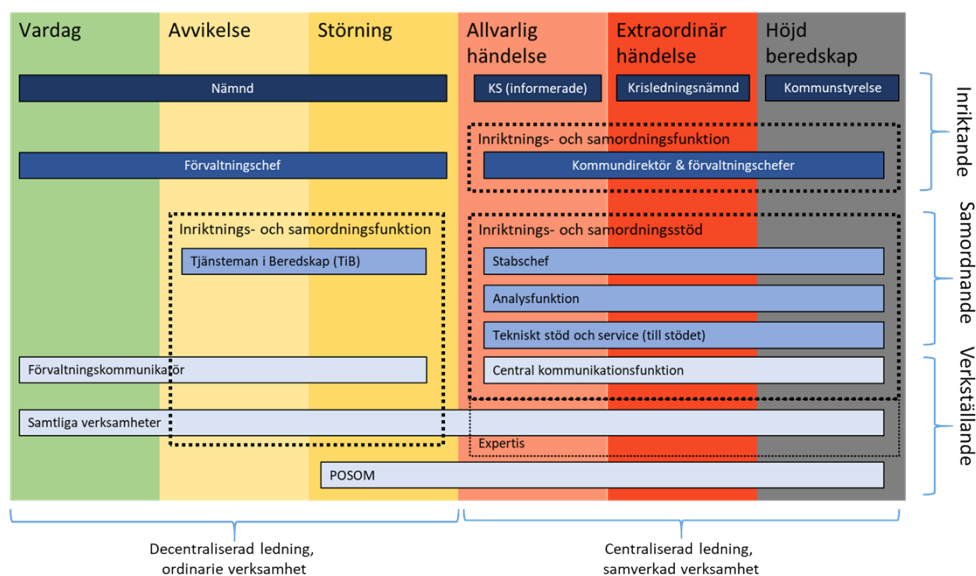 Vardag
Avvikelse
Störning
Allvarlig
händelse
Extraordinär
händelse
Höjd
beredskap
Nämnd
KS (informerade)
Krisledningsnämnd
Kommunstyrelse
Inriktande
Inriktnings- och samordningsfunktion
Förvaltningschef
Kommundirektör & förvaltningschefer
Inriktnings- och samordningsfunktion
Tjänsteman i Beredskap (TiB)
Inriktnings- och samordningsstöd
Stabschef
Analysfunktion
Tekniskt stöd och service (till stödet)
Samordnande
Förvaltningskommunikatör
Central kommunikationsfunktion
Samtliga verksamheter
Expertis
POSOM
Verkställande
Decentraliserad ledning,
ordinarie verksamhet
Centraliserad ledning,
samverkad verksamhet